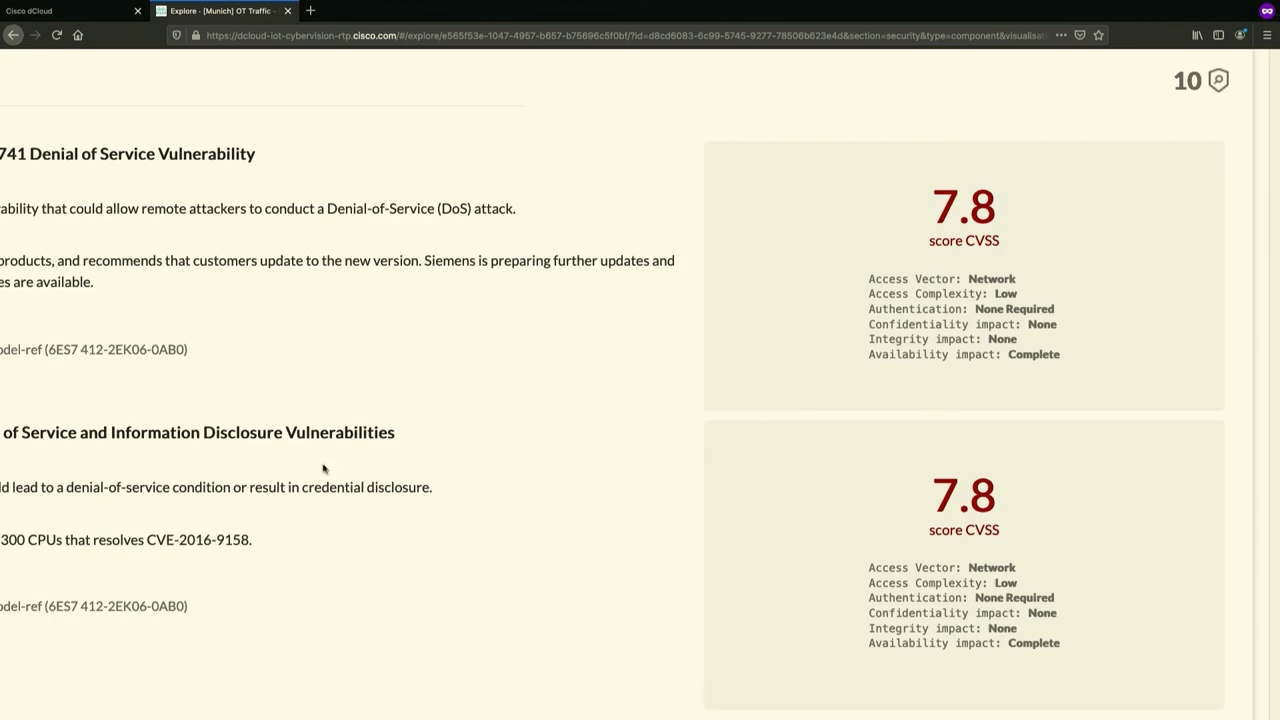 Cisco dCloud
Explore - [Munich] OT Traffic -
https://dcloud-iot-cybervision-rtp.cisco.com/#/explore/e565f53e-1047-4957-b657-b75696c5f0bf/?id=d8cd6083-6c99-5745-9277-78506b623e4d&section=security&type=component&visualisat
10
741 Denial of Service Vulnerability
ability that could allow remote attackers to conduct a Denial-of-Service (DoS) attack.
products, and recommends that customers update to the new version. Siemens is preparing further updates and
es are available.
odel-ref (6ES7 412-2EK06-0AB0)
7.8
score CVSS
Access Vector: Network
Access Complexity: Low
Authentication: None Required
Confidentiality impact: None
Integrity impact: None
Availability impact: Complete
of Service and Information Disclosure Vulnerabilities
ld lead to a denial-of-service condition or result in credential disclosure.
-300 CPUs that resolves CVE-2016-9158.
odel-ref (6ES7 412-2EK06-0AB0)
7.8
score CVSS
Access Vector: Network
Access Complexity: Low
Authentication: None Required
Confidentiality impact: None
Integrity impact: None
Availability impact: Complete